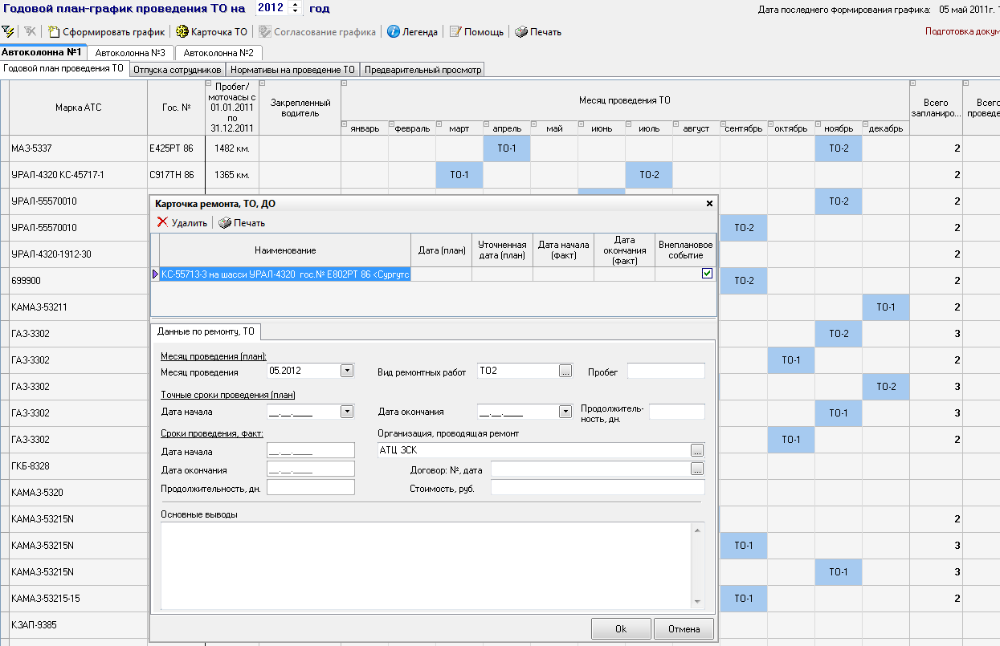 Годовой план-график проведения ТО на 2012 год
Дата последнего формирования графика: 05 май 2011г.
Сформировать график Карточка ТО Согласование графика Легенда Помощь Печать
Автоколонна №1 Автоколонна №3 Автоколонна №2
Годовой план проведения ТО Отпуска сотрудников Нормативы на проведение ТО Предварительный просмотр
Марка АТС Гос. № Пробег/ моточасы с 01.01.2011 по 31.12.2011 Закрепленный водитель Месяц проведения ТО Всего запланиро... Всего
январь февраль март апрель май июнь июль август сентябрь октябрь ноябрь декабрь
МАЗ-5337 Е425РТ 86 1482 км. ТО-1 ТО-2 2
УРАЛ-4320 КС-45717-1 С917ТН 86 1365 км. ТО-1 ТО-2 2
УРАЛ-55570010 ТО-2 2
УРАЛ-55570010 ТО-2 2
УРАЛ-4320-1912-30 2
699900 ТО-2 2
КАМАЗ-53211 ТО-1 2
ГАЗ-3302 ТО-2 3
ГАЗ-3302 ТО-1 2
ГАЗ-3302 ТО-2 3
ГАЗ-3302 ТО-1 3
ГАЗ-3302 ТО-1 2
ГКБ-8328
КАМАЗ-5320
КАМАЗ-53215N 2
КАМАЗ-53215N ТО-1 3
КАМАЗ-53215N ТО-1 3
КАМАЗ-53215-15 ТО-1 2
КЗАП-9385
Карточка ремонта, ТО, ДО
Удалить Печать
Наименование Дата (план) Уточненная дата (план) Дата начала (факт) Дата окончания (факт) Внеплановое событие
КС-55713-3 на шасси УРАЛ-4320 гос.№ Е802РТ 86 <Сургутс
Данные по ремонту, ТО
Месяц проведения (план):
Месяц проведения 05.2012 Вид ремонтных работ ТО2 Пробег
Точные сроки проведения (план)
Дата начала __.__.____ Дата окончания __.__.____ Продолжитель-
ность, дн.
Сроки проведения, факт: Организация, проводящая ремонт
Дата начала __.__.____ АТЦ ЗСК
Дата окончания __.__.____ Договор: №, дата
Продолжительность, дн. Стоимость, руб.
Основные выводы
Ok Отмена